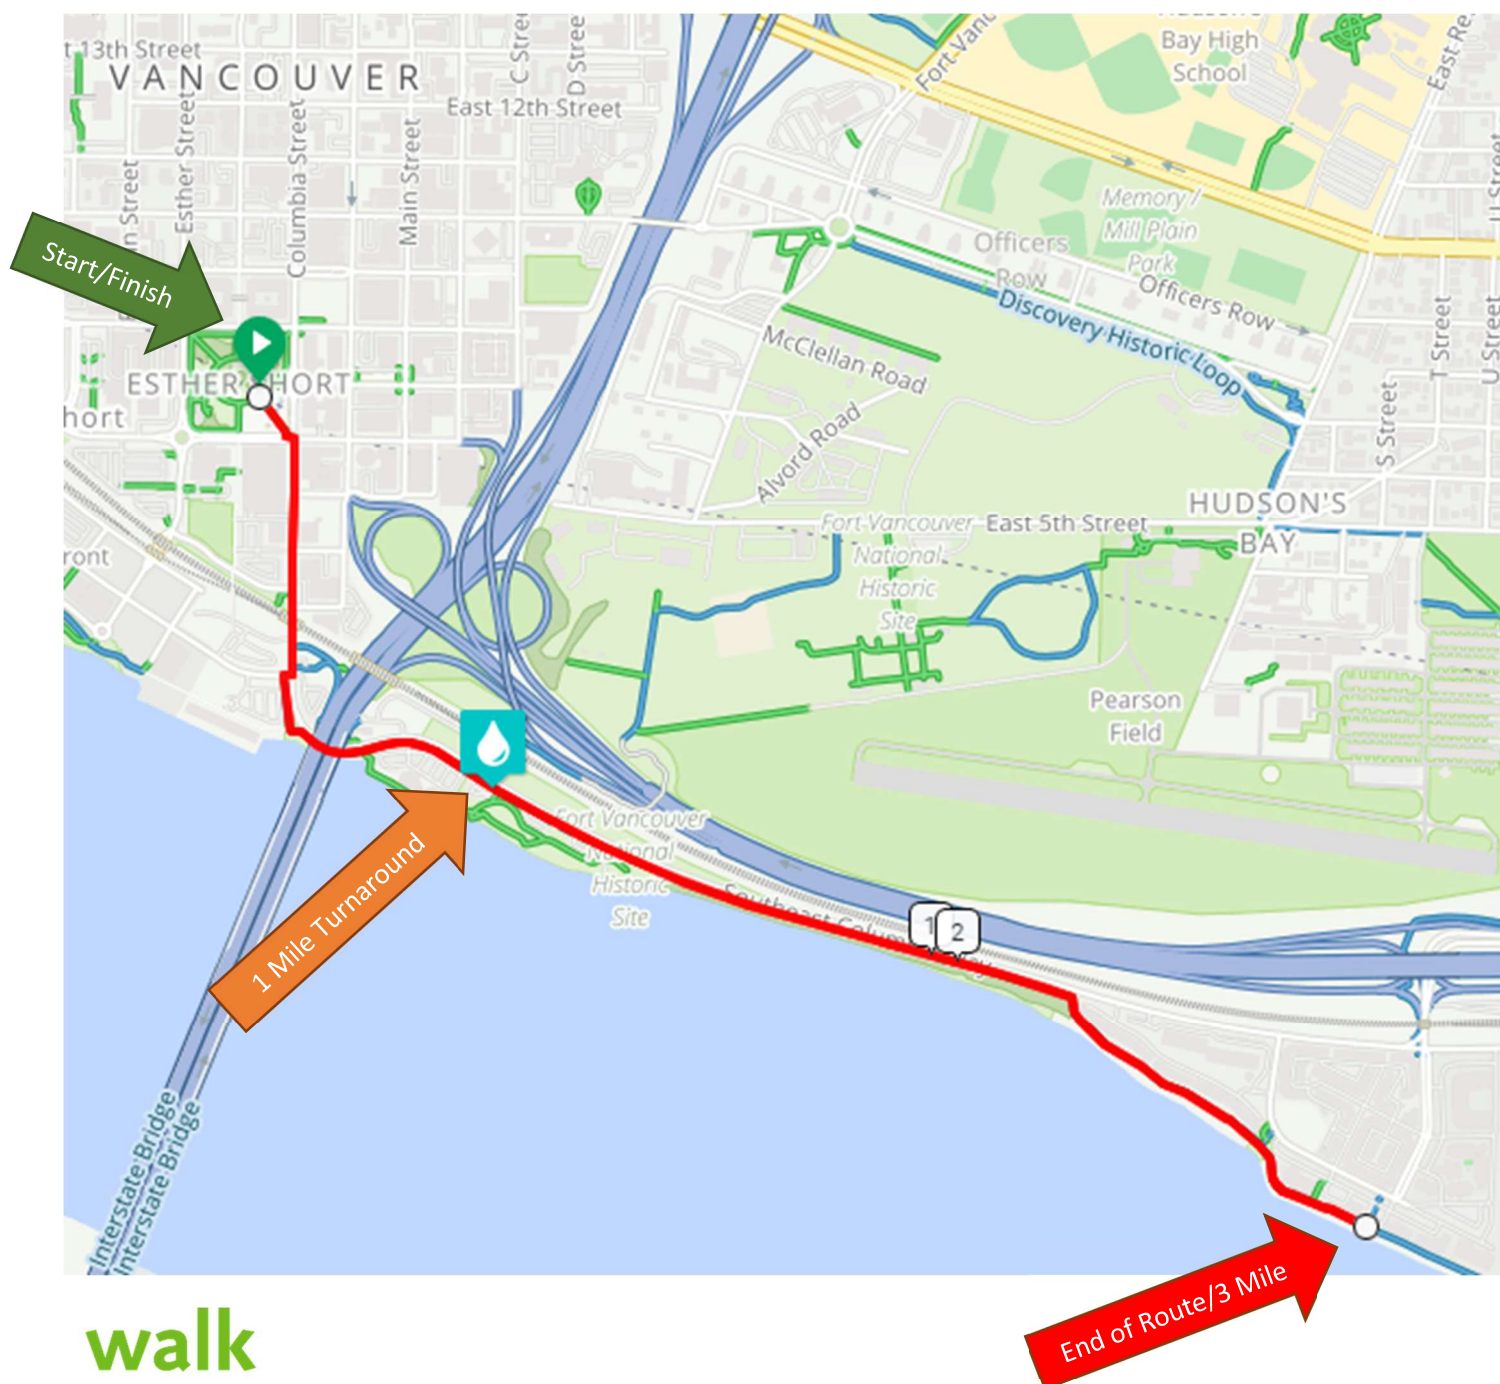 t 13th Street
VANCOUVER
C Stree
D Stree
East 12th Street
Fort Vanc
Bay High
School
East Re
Esther Street
Columbia Street
Main Street
n Street
U Street
Memory /
Mill Plain
Park
Officers
Row
Officers Row
Discovery Historic Loop
Start/Finish
McClellan Road
Alvord Road
T Street
U Street
S Street
ESTHER SHORT
hort
HUDSON'S
BAY
East 5th Street
Fort Vancouver
National
Historic
Site
ront
Pearson
Field
1 Mile Turnaround
Fort Vancouver
National
Historic
Site
Southeast Colum
y
1
2
Interstate Bridge
Interstate Bridge
End of Route/3 Mile
walk